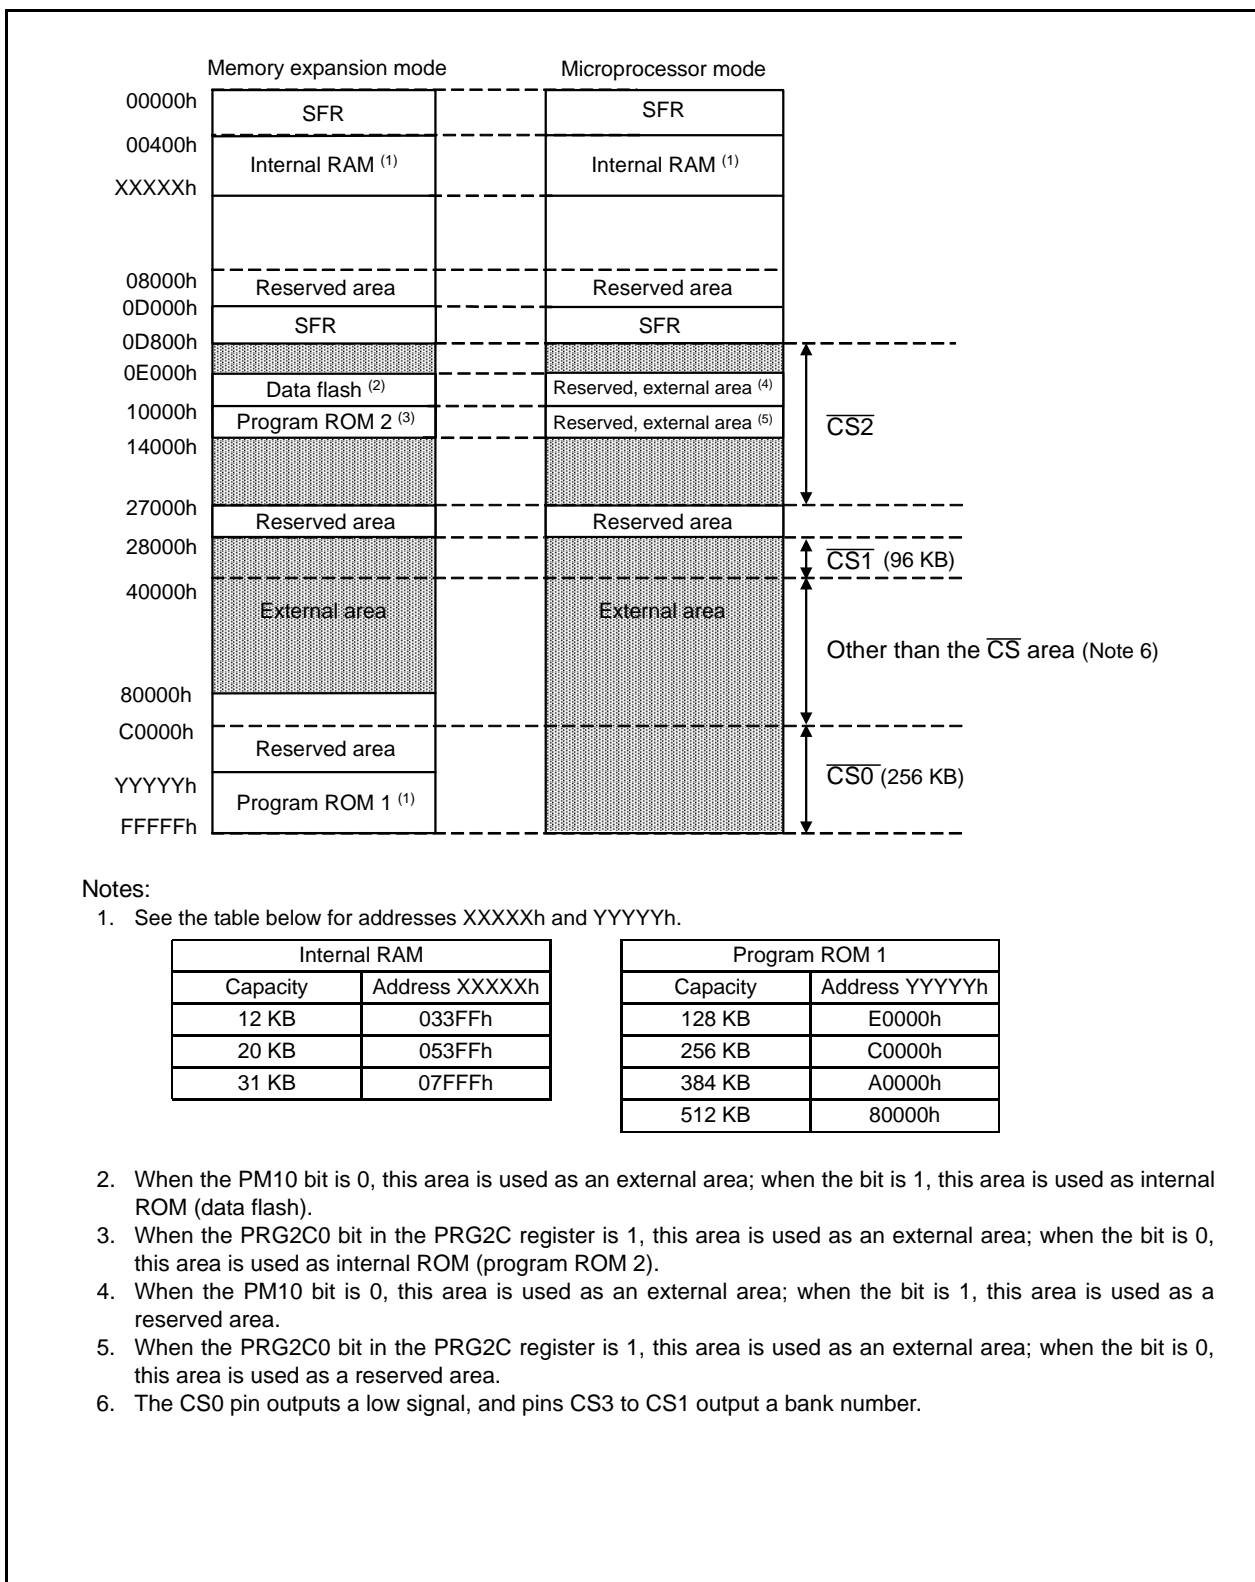 Memory expansion mode
Microprocessor mode
00000h
SFR
SFR
00400h
Internal RAM (1)
Internal RAM (1)
XXXXXh
08000h
Reserved area
Reserved area
0D000h
SFR
SFR
0D800h
0E000h
Data flash (2)
Reserved, external area (4)
10000h
Program ROM 2 (3)
Reserved, external area (5)
CS2
14000h
27000h
Reserved area
Reserved area
28000h
CS1 (96 KB)
40000h
External area
External area
Other than the CS area (Note 6)
80000h
C0000h
Reserved area
CS0 (256 KB)
YYYYYh
Program ROM 1 (1)
FFFFFh
Notes:
1. See the table below for addresses XXXXXh and YYYYYh.
Internal RAM
Capacity Address XXXXXh
12 KB 033FFh
20 KB 053FFh
31 KB 07FFFh
Program ROM 1
Capacity Address YYYYYh
128 KB E0000h
256 KB C0000h
384 KB A0000h
512 KB 80000h
2. When the PM10 bit is 0, this area is used as an external area; when the bit is 1, this area is used as internal
ROM (data flash).
3. When the PRG2C0 bit in the PRG2C register is 1, this area is used as an external area; when the bit is 0,
this area is used as internal ROM (program ROM 2).
4. When the PM10 bit is 0, this area is used as an external area; when the bit is 1, this area is used as a
reserved area.
5. When the PRG2C0 bit in the PRG2C register is 1, this area is used as an external area; when the bit is 0,
this area is used as a reserved area.
6. The CS0 pin outputs a low signal, and pins CS3 to CS1 output a bank number.